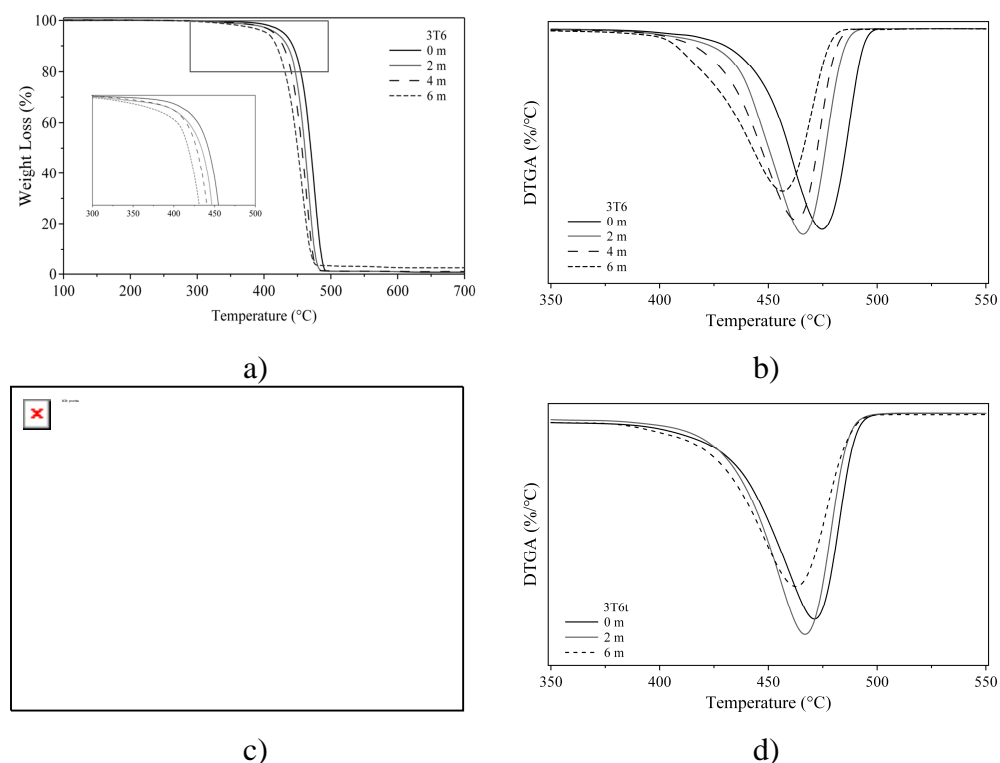 100
80
60
40
20
0
Weight Loss (%)
3T6
0 m
2 m
4 m
6 m
300 350 400 450 500
100 200 300 400 500 600 700
Temperature (°C)
a)
DTGA (%/°C)
3T6
0 m
2 m
4 m
6 m
350 400 450 500 550
Temperature (°C)
b)
c)
DTGA (%/°C)
3T6ι
0 m
2 m
6 m
350 400 450 500 550
Temperature (°C)
d)